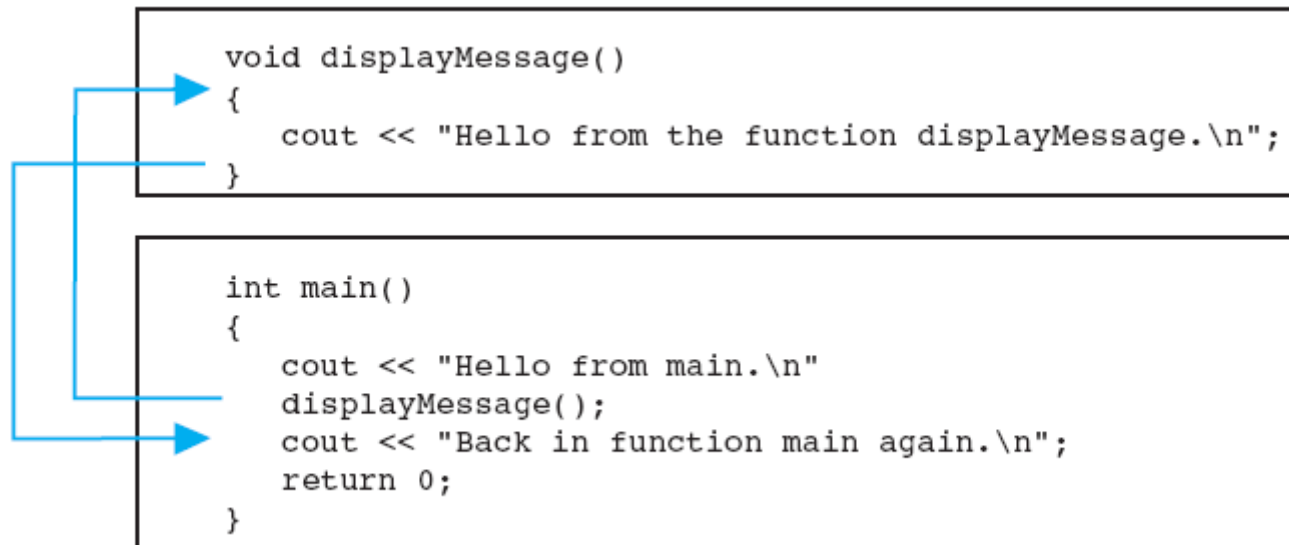 void displayMessage()
{
cout << "Hello from the function displayMessage.\n";
}
int main()
{
cout << "Hello from main.\n"
displayMessage();
cout << "Back in function main again.\n";
return 0;
}